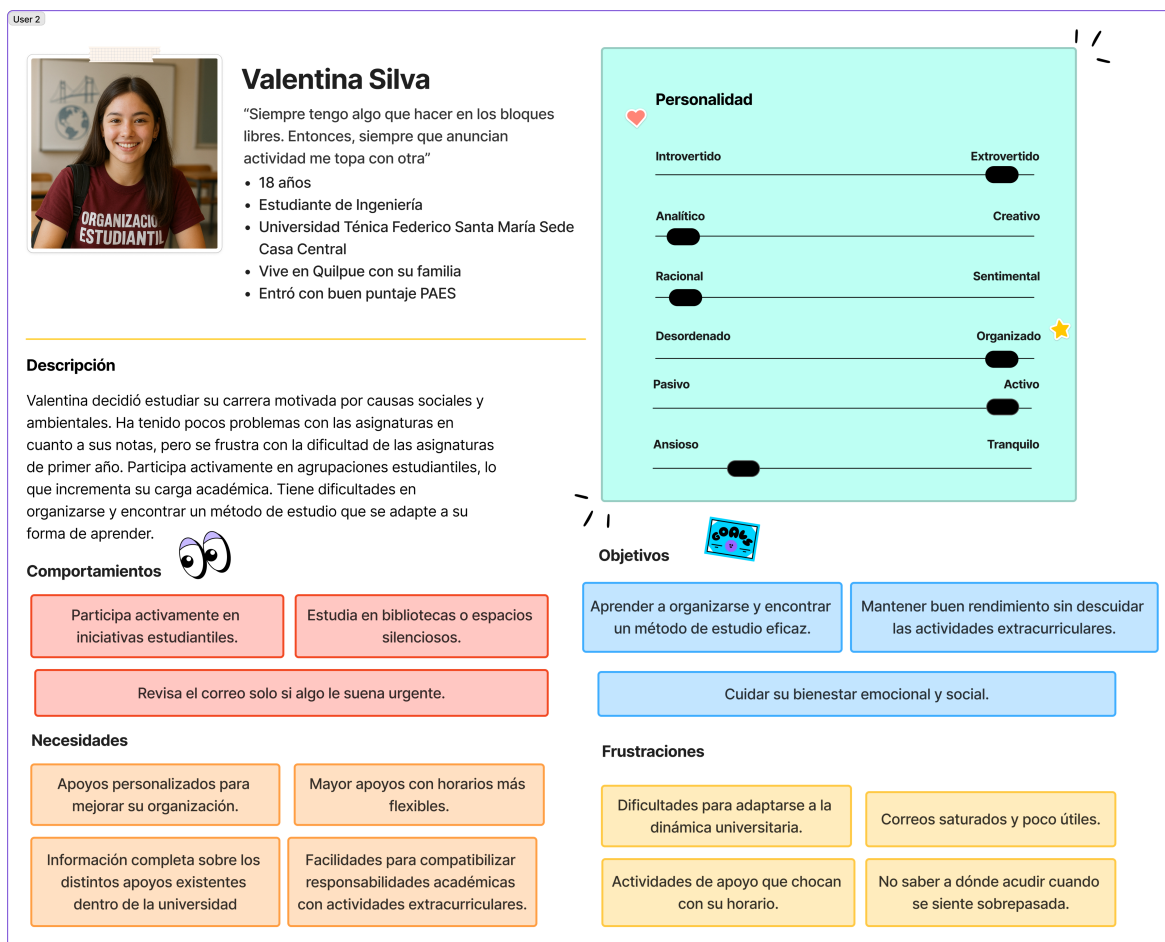 User 2
Valentina Silva
“Siempre tengo algo que hacer en los bloques
libres. Entonces, siempre que anuncian
actividad me topa con otra”
• 18 años
• Estudiante de Ingeniería
• Universidad Ténica Federico Santa María Sede
Casa Central
• Vive en Quilpue con su familia
• Entró con buen puntaje PAES
ORGANIZACIO
ESTUDIANTIL
Descripción
Valentina decidió estudiar su carrera motivada por causas sociales y
ambientales. Ha tenido pocos problemas con las asignaturas en
cuanto a sus notas, pero se frustra con la dificultad de las asignaturas
de primer año. Participa activamente en agrupaciones estudiantiles, lo
que incrementa su carga académica. Tiene dificultades en
organizarse y encontrar un método de estudio que se adapte a su
forma de aprender.
Comportamientos
Participa activamente en
iniciativas estudiantiles.
Estudia en bibliotecas o espacios
silenciosos.
Revisa el correo solo si algo le suena urgente.
Necesidades
Apoyos personalizados para
mejorar su organización.
Mayor apoyos con horarios más
flexibles.
Información completa sobre los
distintos apoyos existentes
dentro de la universidad
Facilidades para compatibilizar
responsabilidades académicas
con actividades extracurriculares.
Personalidad
Introvertido Extrovertido
Analítico Creativo
Racional Sentimental
Desordenado Organizado
Pasivo Activo
Ansioso Tranquilo
GOALS
Objetivos
Aprender a organizarse y encontrar
un método de estudio eficaz.
Mantener buen rendimiento sin descuidar
las actividades extracurriculares.
Cuidar su bienestar emocional y social.
Frustraciones
Dificultades para adaptarse a la
dinámica universitaria.
Correos saturados y poco útiles.
Actividades de apoyo que chocan
con su horario.
No saber a dónde acudir cuando
se siente sobrepasada.